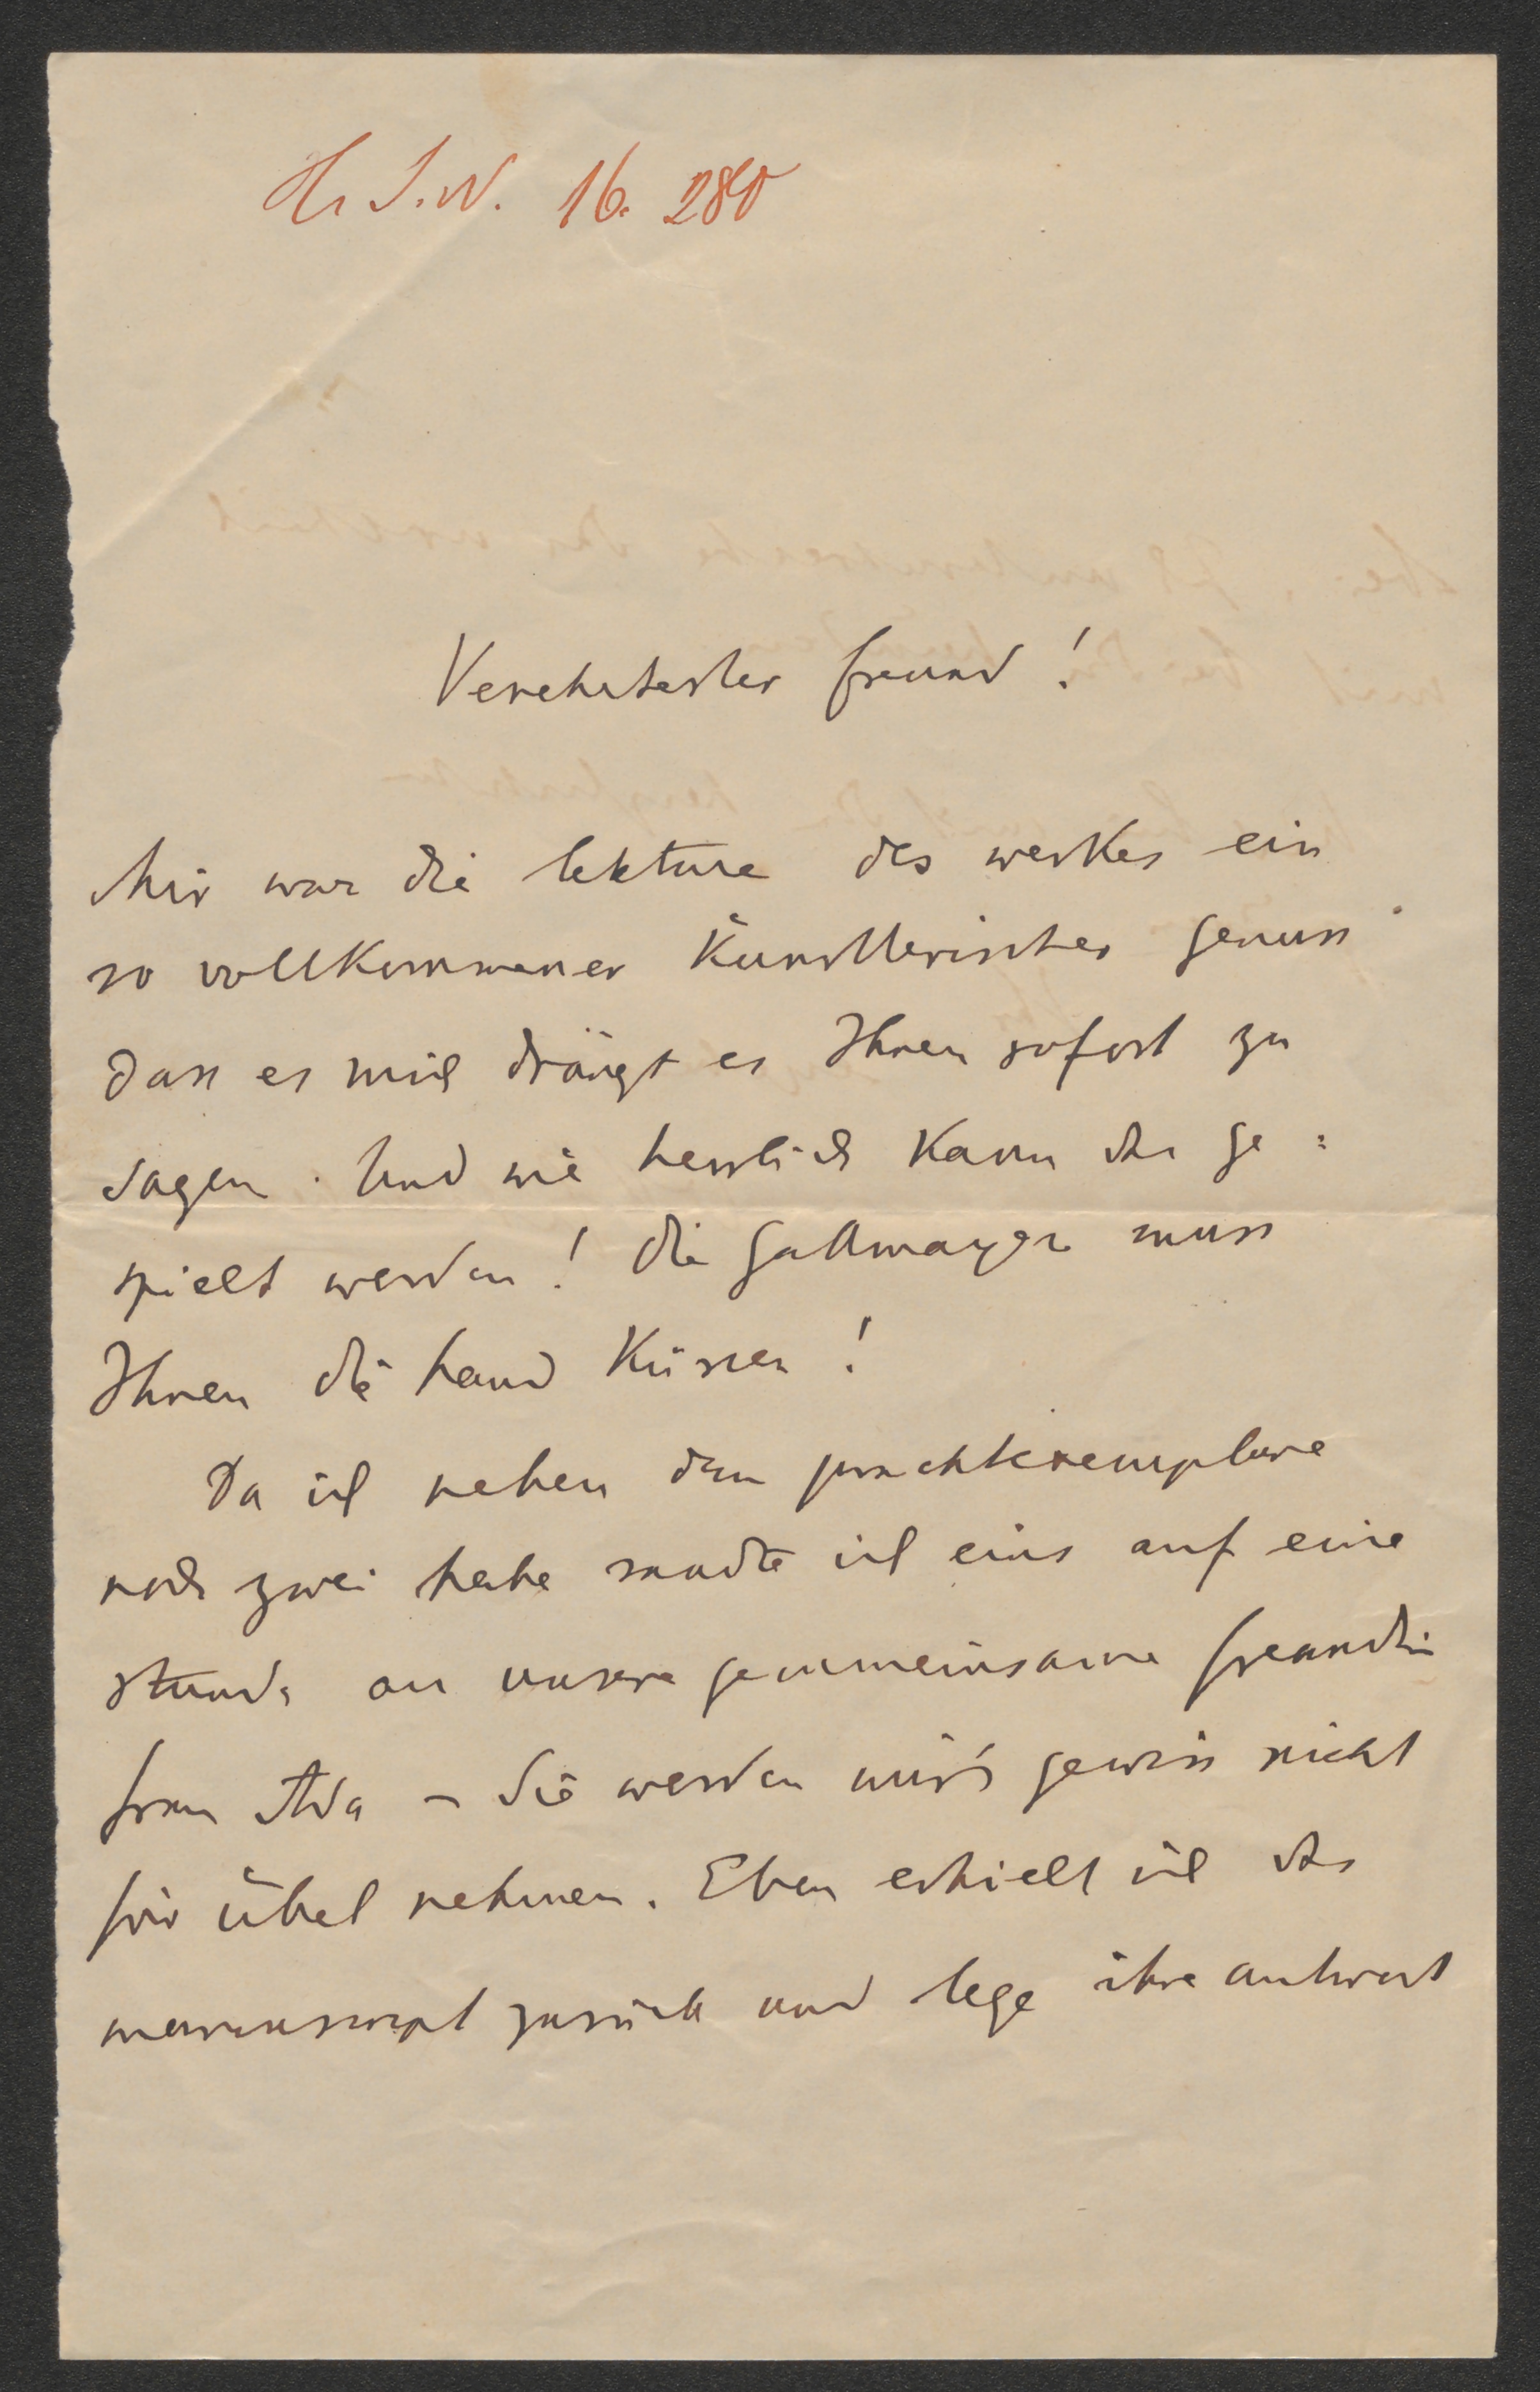 H. I. N. 16. 280
Verehrtester freund!
Mir war die lekture des werkes ein
so vollkommener künstlerischer genuss
dass es mich drängt es Ihnen sofort zu
sagen. Und wie herrlich kann das ge:
spielt werden! die Gallmayer muss
Ihnen die hand küssen!
Da ich neben dem prachtexemplare
noch zwei habe sandte ich eins auf eine
stunde an unsere gemeinsame freundin
frau Ada – Sie werden mir's gewiss nicht
für übel nehmen. Eben erhielt ich das
manuscript zurück und lege ihre antwort